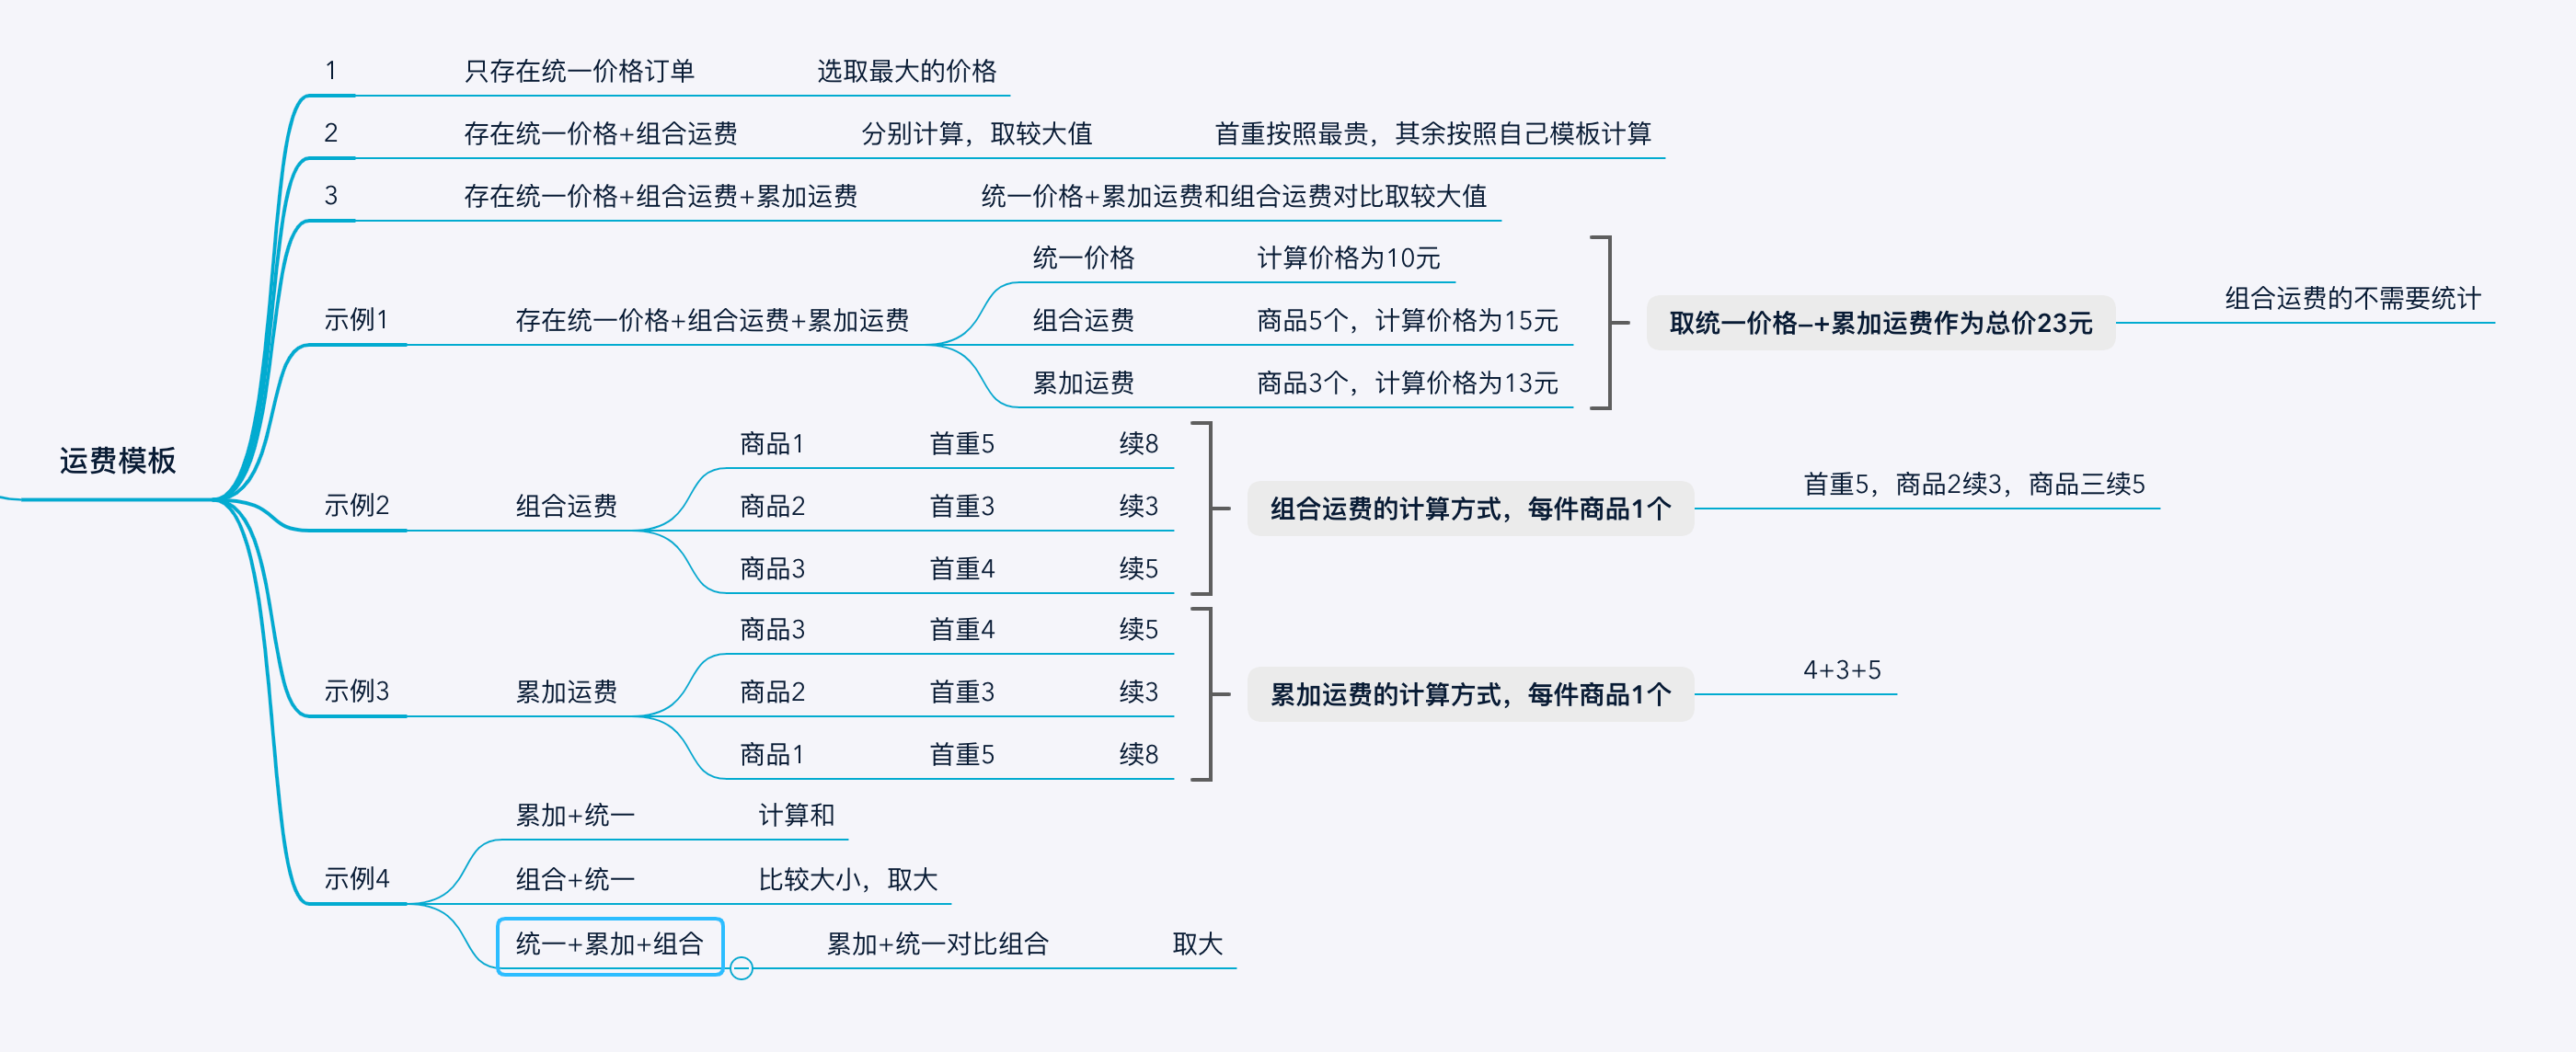 运费模板
1 只存在统一价格订单 选取最大的价格
2 存在统一价格+组合运费 分别计算，取较大值 首重按照最贵，其余按照自己模板计算
3 存在统一价格+组合运费+累加运费 统一价格+累加运费和组合运费对比取较大值
示例1 存在统一价格+组合运费+累加运费
统一价格 计算价格为10元
组合运费 商品5个，计算价格为15元
累加运费 商品3个，计算价格为13元
取统一价格–+累加运费作为总价23元 组合运费的不需要统计
示例2 组合运费
商品1 首重5 续8
商品2 首重3 续3
商品3 首重4 续5
组合运费的计算方式，每件商品1个 首重5，商品2续3，商品三续5
示例3 累加运费
商品3 首重4 续5
商品2 首重3 续3
商品1 首重5 续8
累加运费的计算方式，每件商品1个 4+3+5
示例4
累加+统一 计算和
组合+统一 比较大小，取大
统一+累加+组合 累加+统一对比组合 取大